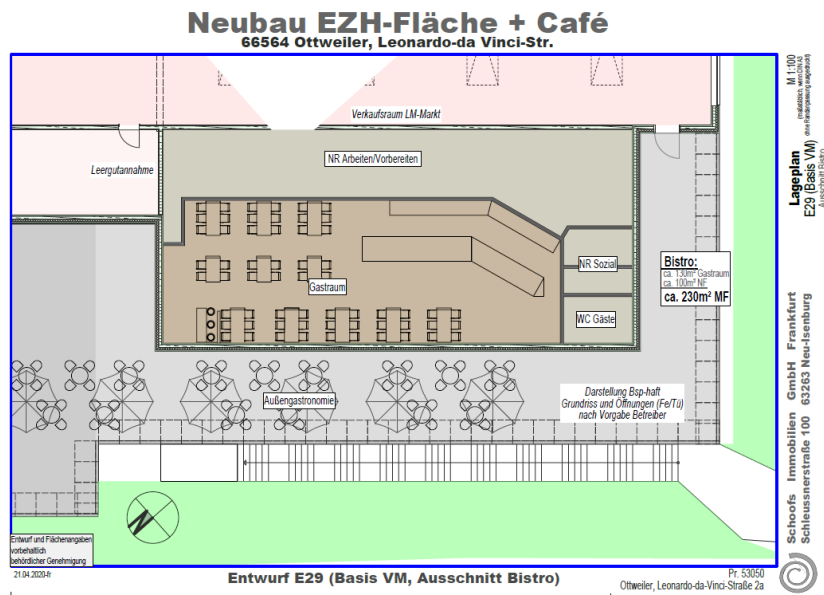 Neubau EZH-Fläche + Café
66564 Ottweiler, Leonardo-da Vinci-Str.
Verkaufsraum LM-Markt
Leergutannahme
NR Arbeiten/Vorbereiten
Gastraum
NR Sozial
WC Gäste
Bistro:
ca. 130m² Gastraum
ca. 100m² NF
ca. 230m² MF
Außengastronomie
Darstellung Bsp-haft
Grundriss und Öffnungen (Fe/Tü)
nach Vorgabe Betreiber
N
Entwurf und Flächenangaben
vorbehaltlich
behördlicher Genehmigung
21.04.2020-fr
Entwurf E29 (Basis VM, Ausschnitt Bistro)
Pr. 53050
Ottweiler, Leonardo-da-Vinci-Straße 2a
M 1:100
Lageplan
E29 (Basis VM)
Ausschnitt Bistro
Schoofs Immobilien GmbH Frankfurt
Schleussnerstraße 100 63263 Neu-Isenburg